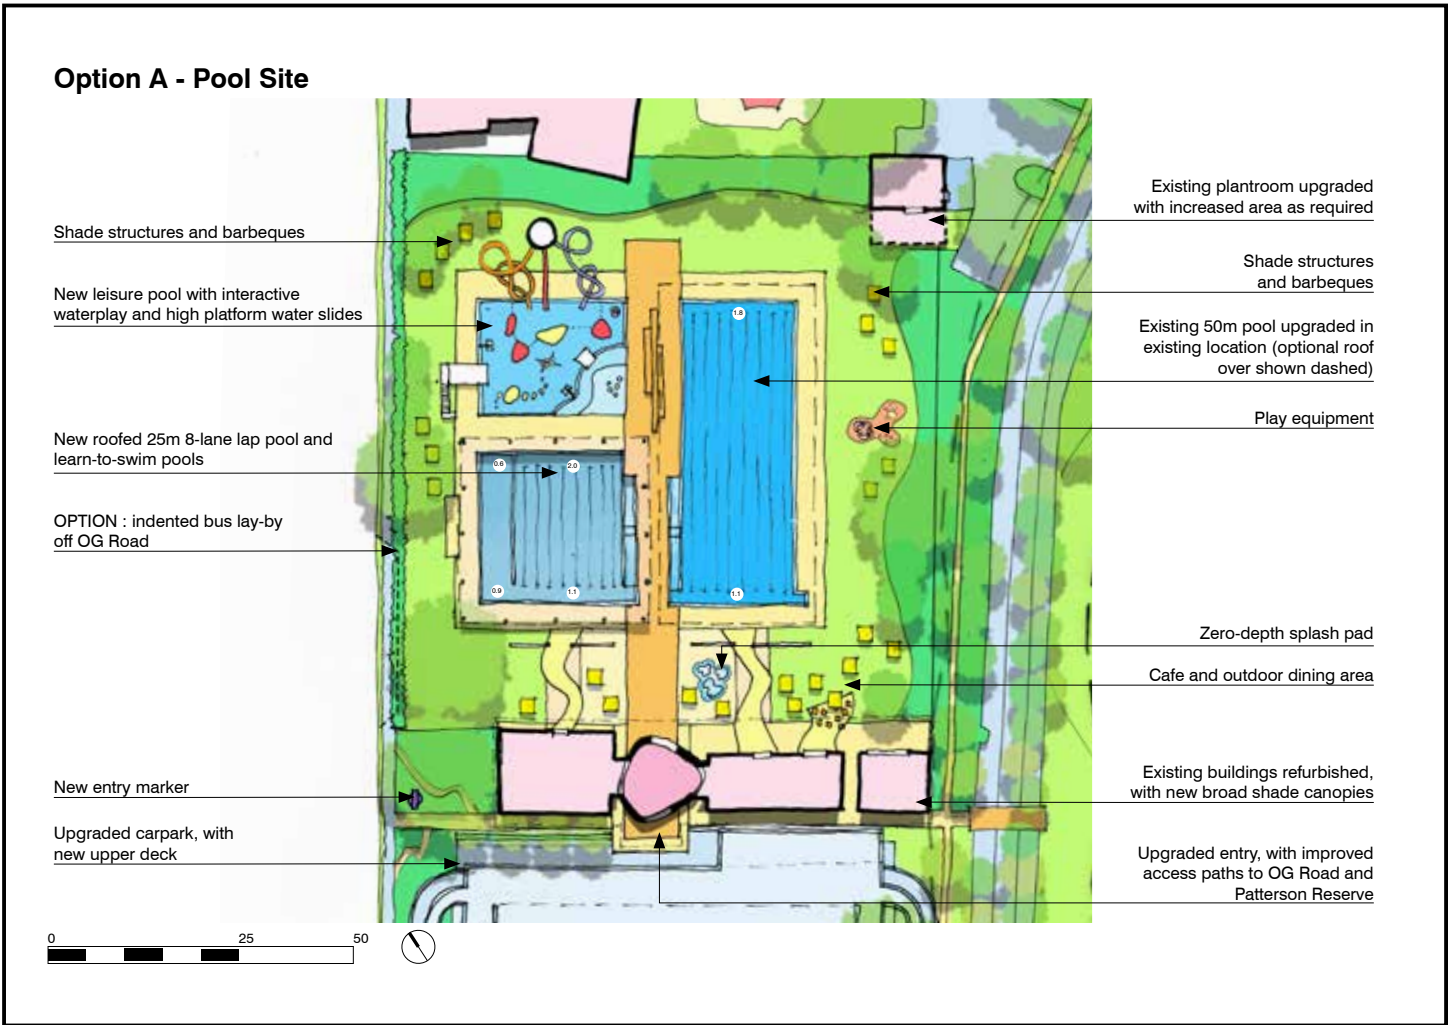 Option A - Pool Site
Shade structures and barbeques
New leisure pool with interactive
waterplay and high platform water slides
New roofed 25m 8-lane lap pool and
learn-to-swim pools
OPTION : indented bus lay-by
off OG Road
New entry marker
Upgraded carpark, with
new upper deck
Existing plantroom upgraded
with increased area as required
Shade structures
and barbeques
Existing 50m pool upgraded in
existing location (optional roof
over shown dashed)
Play equipment
Zero-depth splash pad
Cafe and outdoor dining area
Existing buildings refurbished,
with new broad shade canopies
Upgraded entry, with improved
access paths to OG Road and
Patterson Reserve
1.8
0.6
2.0
0.9
1.1
1.1
0
25
50